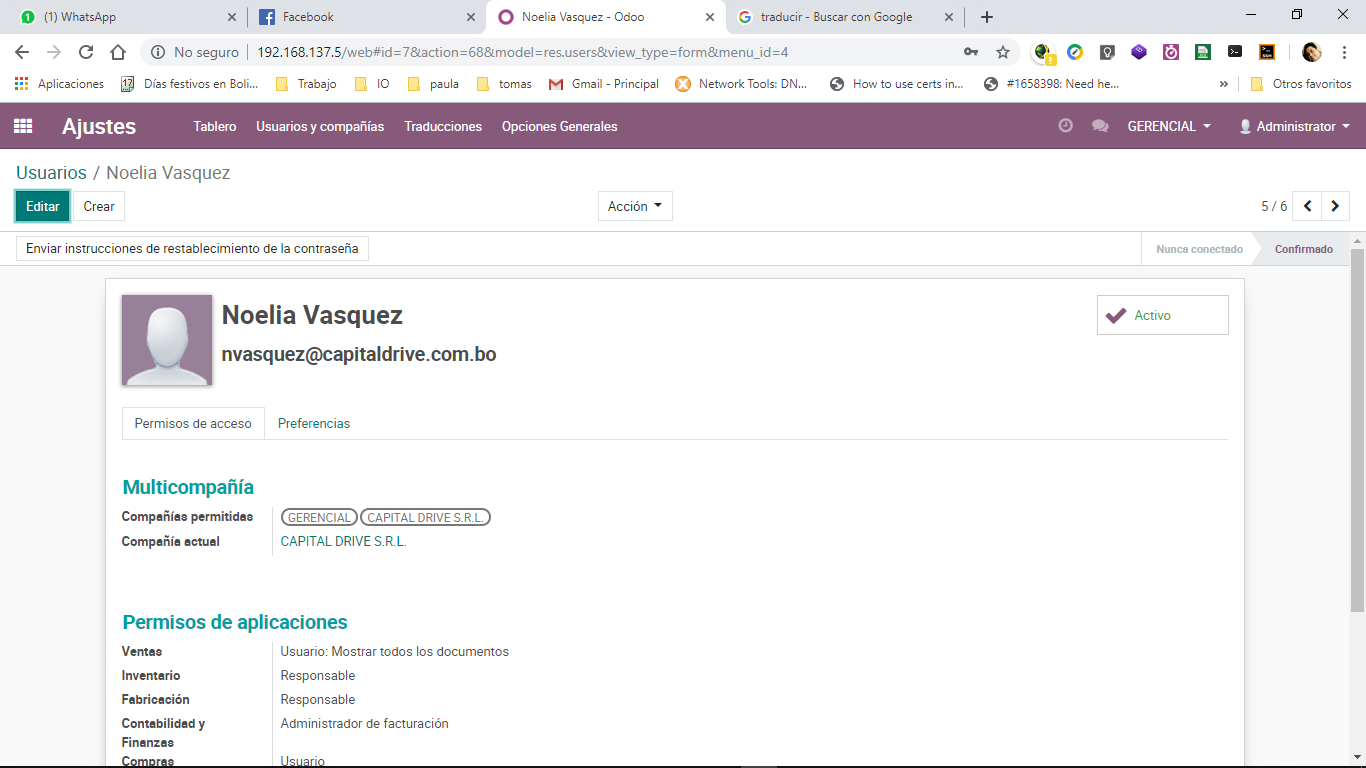 (1) WhatsApp
Facebook
Noelia Vasquez - Odoo
traducir - Buscar con Google
No seguro
192.168.137.5/web#id=7&action=68&model=res.users&view_type=form&menu_id=4
Aplicaciones
Días festivos en Boli...
Trabajo
IO
paula
tomas
Gmail - Principal
Network Tools: DN...
How to use certs in...
#1658398: Need he...
»
Otros favoritos
Ajustes
Tablero
Usuarios y compañías
Traducciones
Opciones Generales
GERENCIAL
Administrator
Usuarios / Noelia Vasquez
Editar
Crear
Acción
5 / 6
Enviar instrucciones de restablecimiento de la contraseña
Nunca conectado
Confirmado
Noelia Vasquez
Activo
nvasquez@capitaldrive.com.bo
Permisos de acceso
Preferencias
Multicompañía
Compañías permitidas
GERENCIAL
CAPITAL DRIVE S.R.L.
Compañía actual
CAPITAL DRIVE S.R.L.
Permisos de aplicaciones
Ventas
Usuario: Mostrar todos los documentos
Inventario
Responsable
Fabricación
Responsable
Contabilidad y
Finanzas
Administrador de facturación
Compras
Usuario